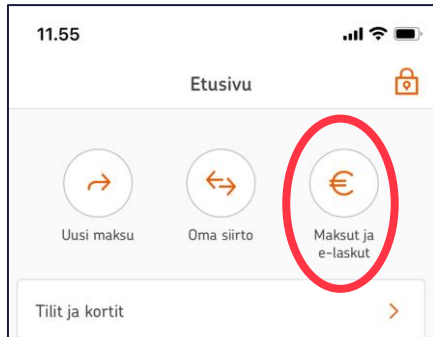 11.55
Etusivu
Uusi maksu
Oma siirto
Maksut ja
e-laskut
Tilit ja kortit